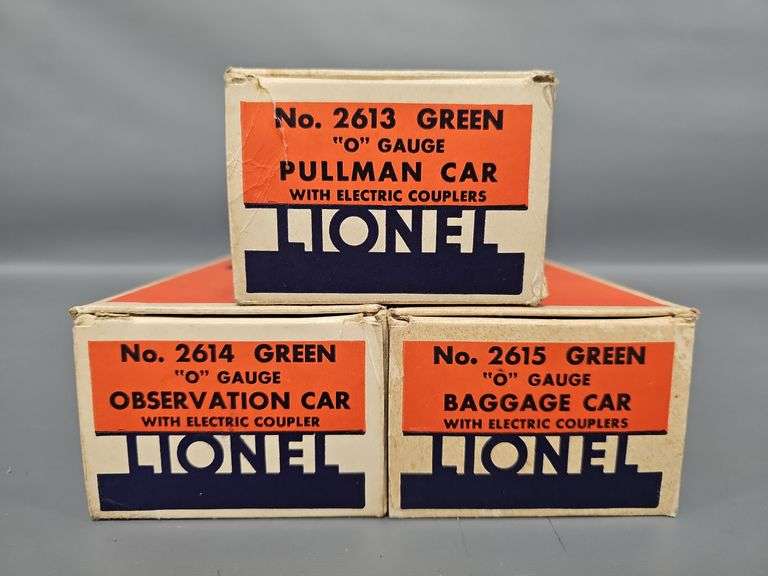 No. 2613 GREEN
"O" GAUGE
PULLMAN CAR
WITH ELECTRIC COUPLERS
LIONEL
No. 2614 GREEN
"O" GAUGE
OBSERVATION CAR
WITH ELECTRIC COUPLER
LIONEL
No. 2615 GREEN
"O" GAUGE
BAGGAGE CAR
WITH ELECTRIC COUPLERS
LIONEL